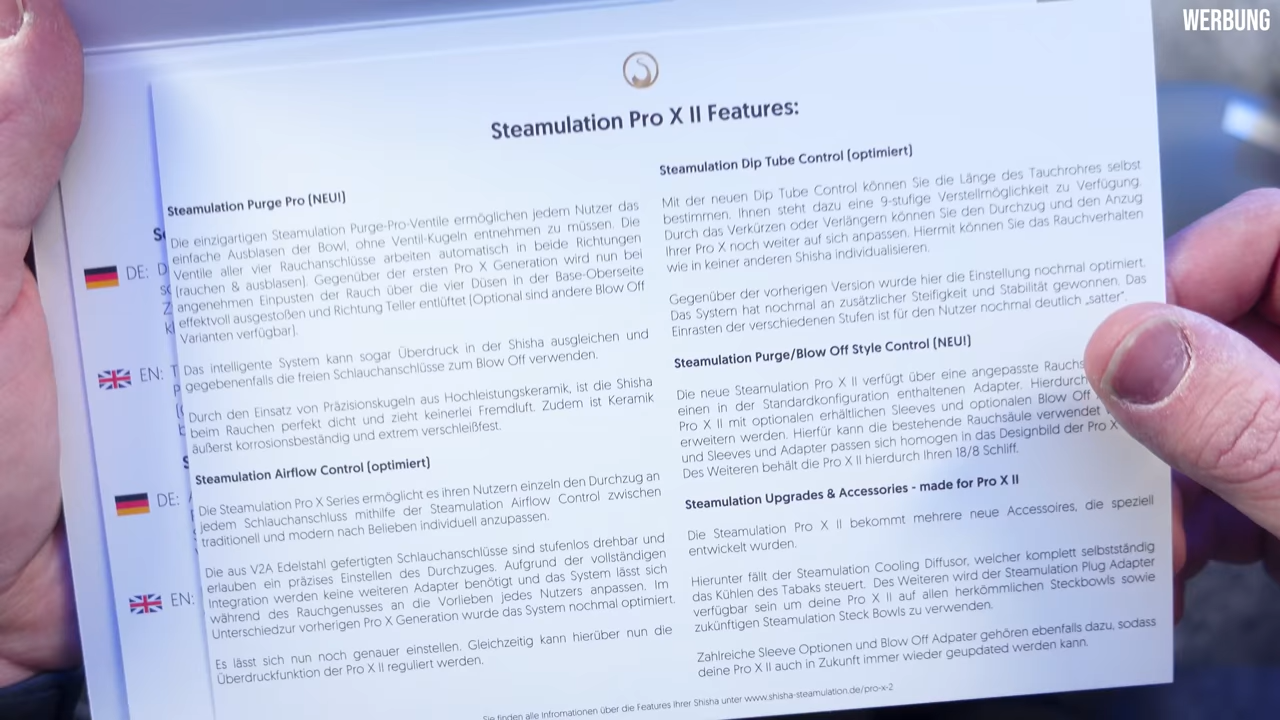 WERBUNG
Steamulation Pro X II Features:
Steamulation Purge Pro (NEU!)
Die einzigartigen Steamulation Purge-Pro-Ventile ermöglichen jedem Nutzer das
einfache Ausblasen der Bowl, ohne Ventil-Kugeln entnehmen zu müssen. Die
Ventile aller vier Rauchanschlüsse arbeiten automatisch in beide Richtungen
(rauchen & ausblasen). Gegenüber der ersten Pro X Generation wird nun bei
angenehmen Einpusten der Rauch über die vier Düsen in der Base-Oberseite
effektvoll ausgestoßen und Richtung Teller entlüftet (Optional sind andere Blow Off
Varianten verfügbar).
Das intelligente System kann sogar Überdruck in der Shisha ausgleichen und
gegebenenfalls die freien Schlauchanschlüsse zum Blow Off verwenden.
Durch den Einsatz von Präzisionskugeln aus Hochleistungskeramik, ist die Shisha
beim Rauchen perfekt dicht und zieht keinerlei Fremdluft. Zudem ist Keramik
äußerst korrosionsbeständig und extrem verschleißfest.
Steamulation Airflow Control (optimiert)
Die Steamulation Pro X Series ermöglicht es ihren Nutzern einzeln den Durchzug an
jedem Schlauchanschluss mithilfe der Steamulation Airflow Control zwischen
traditionell und modern nach Belieben individuell anzupassen.
Die aus V2A Edelstahl gefertigten Schlauchanschlüsse sind stufenlos drehbar und
erlauben ein präzises Einstellen des Durchzuges. Aufgrund der vollständigen
Integration werden keine weiteren Adapter benötigt und das System lässt sich
während des Rauchgenusses an die Vorlieben jedes Nutzers anpassen. Im
Unterschiedzur vorherigen Pro X Generation wurde das System nochmal optimiert.
Es lässt sich nun noch genauer einstellen. Gleichzeitig kann hierüber nun die
Überdruckfunktion der Pro X II reguliert werden.
Steamulation Dip Tube Control (optimiert)
Mit der neuen Dip Tube Control können Sie die Länge des Tauchrohres selbst
bestimmen. Ihnen steht dazu eine 9-stufige Verstellmöglichkeit zu Verfügung.
Durch das Verkürzen oder Verlängern können Sie den Durchzug und den Anzug
Ihrer Pro X noch weiter auf sich anpassen. Hiermit können Sie das Rauchverhalten
wie in keiner anderen Shisha individualisieren.
Gegenüber der vorherigen Version wurde hier die Einstellung nochmal optimiert.
Das System hat nochmal an zusätzlicher Steifigkeit und Stabilität gewonnen. Das
Einrasten der verschiedenen Stufen ist für den Nutzer nochmal deutlich „satter“.
Steamulation Purge/Blow Off Style Control (NEU!)
Die neue Steamulation Pro X II verfügt über eine angepasste Rauchs
einen in der Standardkonfiguration enthaltenen Adapter. Hierdurch
Pro X II mit optionalen erhältlichen Sleeves und optionalen Blow Off
erweitern werden. Hierfür kann die bestehende Rauchsäule verwendet
und Sleeves und Adapter passen sich homogen in das Designbild der Pro X
Des Weiteren behält die Pro X II hierdurch Ihren 18/8 Schliff.
Steamulation Upgrades & Accessories - made for Pro X II
Die Steamulation Pro X II bekommt mehrere neue Accessoires, die speziell
entwickelt wurden.
Hierunter fällt der Steamulation Cooling Diffusor, welcher komplett selbstständig
das Kühlen des Tabaks steuert. Des Weiteren wird der Steamulation Plug Adapter
verfügbar sein um deine Pro X II auf allen herkömmlichen Steckbowls sowie
zukünftigen Steamulation Steck Bowls zu verwenden.
Zahlreiche Sleeve Optionen und Blow Off Adpater gehören ebenfalls dazu, sodass
deine Pro X II auch in Zukunft immer wieder geupdated werden kann.
Sie finden alle Infromationen über die Features Ihrer Shisha unter www.shisha-steamulation.de/pro-x-2
DE:
EN:
DE:
EN: